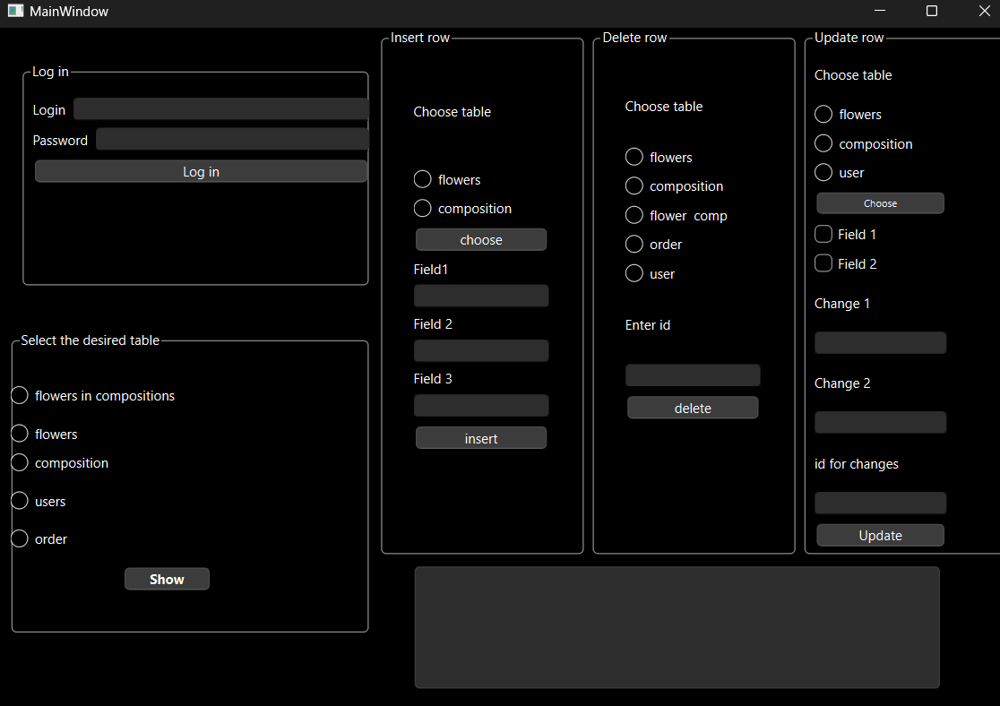 MainWindow
Log in
Login
Password
Log in
Select the desired table
flowers in compositions
flowers
composition
users
order
Show
Insert row
Choose table
flowers
composition
choose
Field1
Field 2
Field 3
insert
Delete row
Choose table
flowers
composition
flower comp
order
user
Enter id
delete
Update row
Choose table
flowers
composition
user
Choose
Field 1
Field 2
Change 1
Change 2
id for changes
Update